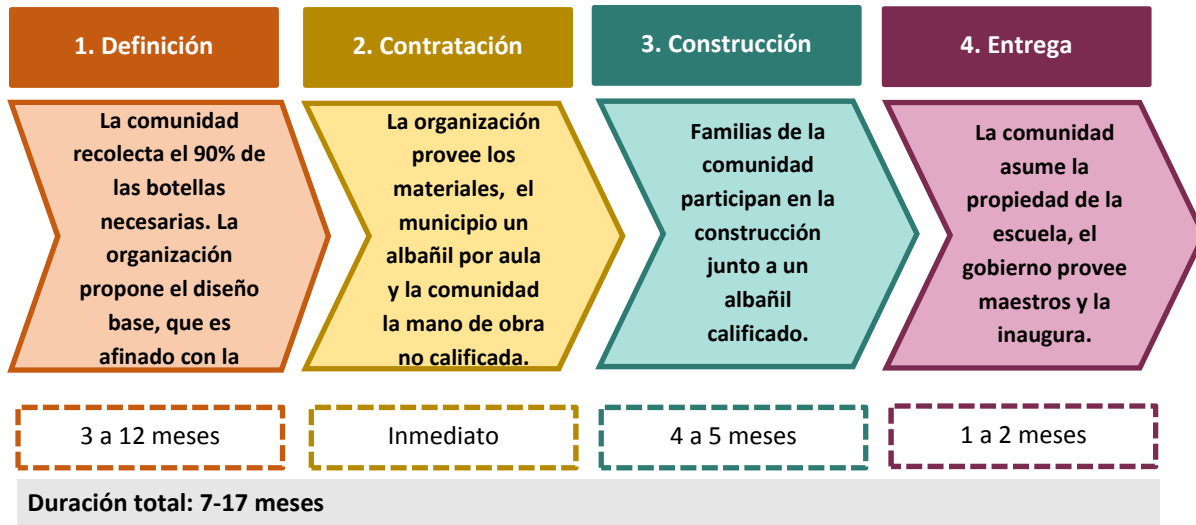 1. Definición
2. Contratación
3. Construcción
4. Entrega
La comunidad
recolecta el 90% de
las botellas
necesarias. La
organización
propone el diseño
base, que es
afinado con la
La organización
provee los
materiales, el
municipio un
albañil por aula
y la comunidad
la mano de obra
no calificada.
Familias de la
comunidad
participan en la
construcción
junto a un
albañil
calificado.
La comunidad
asume la
propiedad de la
escuela, el
gobierno provee
maestros y la
inaugura.
3 a 12 meses
Inmediato
4 a 5 meses
1 a 2 meses
Duración total: 7-17 meses